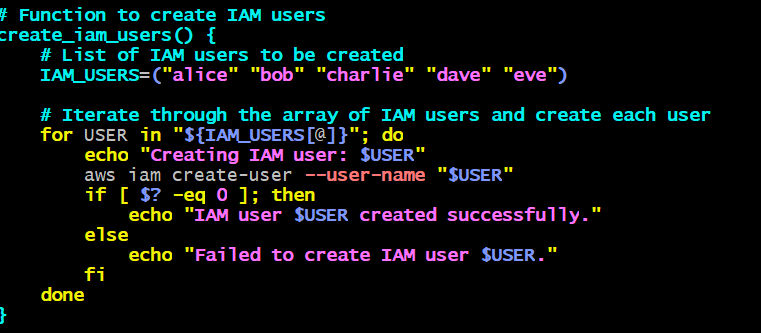 # Function to create IAM users
create_iam_users() {
    # List of IAM users to be created
    IAM_USERS=("alice" "bob" "charlie" "dave" "eve")

    # Iterate through the array of IAM users and create each user
    for USER in "${IAM_USERS[@]}"; do
        echo "Creating IAM user: $USER"
        aws iam create-user --user-name "$USER"
        if [ $? -eq 0 ]; then
            echo "IAM user $USER created successfully."
        else
            echo "Failed to create IAM user $USER."
        fi
    done
}